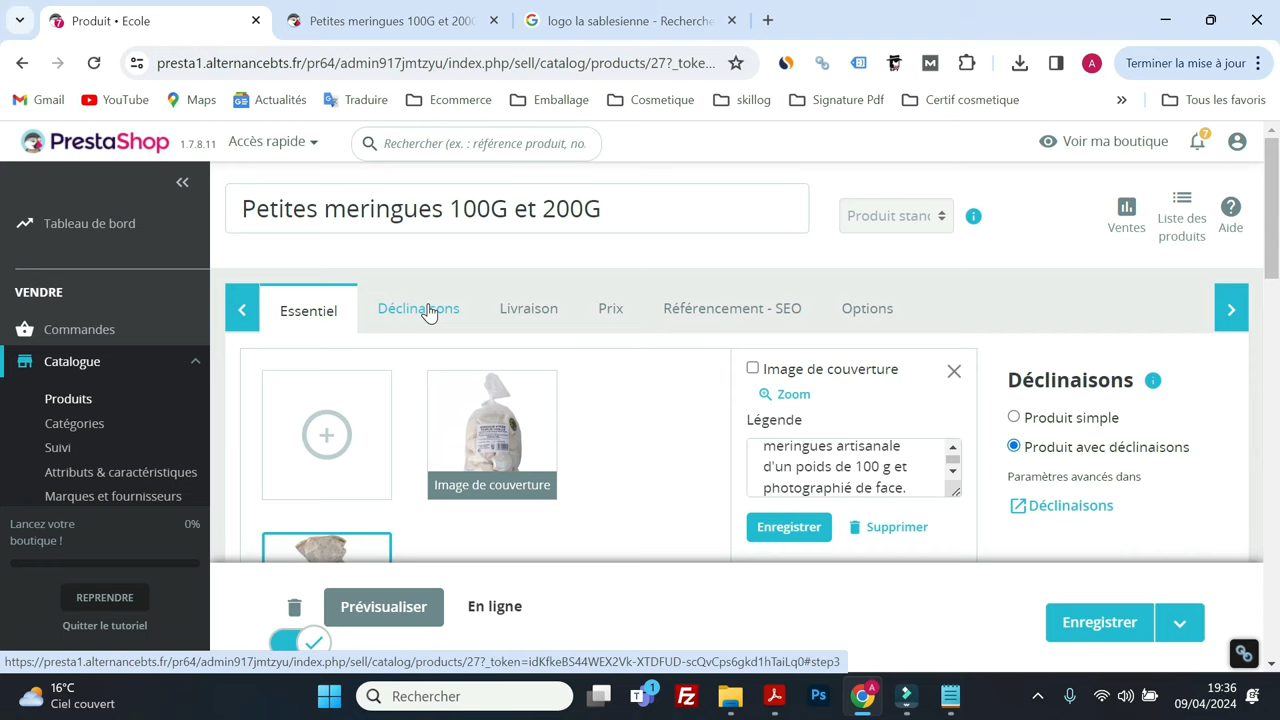 Produit • Ecole
Petites meringues 100G et 200G
logo la sablesienne - Recherche
presta1.alternancebts.fr/pr64/admin917jmtzyu/index.php/sell/catalog/products/27?_toke...
Terminer la mise à jour
Gmail
YouTube
Maps
Actualités
Traduire
Ecommerce
Emballage
Cosmetique
skillog
Signature Pdf
Certif cosmetique
»
Tous les favoris
PrestaShop
1.7.8.11
Accès rapide
Rechercher (ex. : référence produit, no.
Voir ma boutique
7
Tableau de bord
VENDRE
Commandes
Catalogue
Produits
Catégories
Suivi
Attributs & caractéristiques
Marques et fournisseurs
Lancez votre
boutique !
0%
REPRENDRE
Quitter le tutoriel
Petites meringues 100G et 200G
Produit stand
Ventes
Liste des
produits
Aide
Essentiel
Déclinaisons
Livraison
Prix
Référencement - SEO
Options
Image de couverture
Image de couverture
Zoom
Légende
meringues artisanale
d'un poids de 100 g et
photographié de face.
Enregistrer
Supprimer
Déclinaisons
Produit simple
Produit avec déclinaisons
Paramètres avancés dans
Déclinaisons
Prévisualiser
En ligne
Enregistrer
https://presta1.alternancebts.fr/pr64/admin917jmtzyu/index.php/sell/catalog/products/27?_token=idKfkeBS44WEX2Vk-XTDFUD-scQvCps6gkd1hTaiLq0#step3
16°C
Ciel couvert
Rechercher
1
A
19:36
09/04/2024